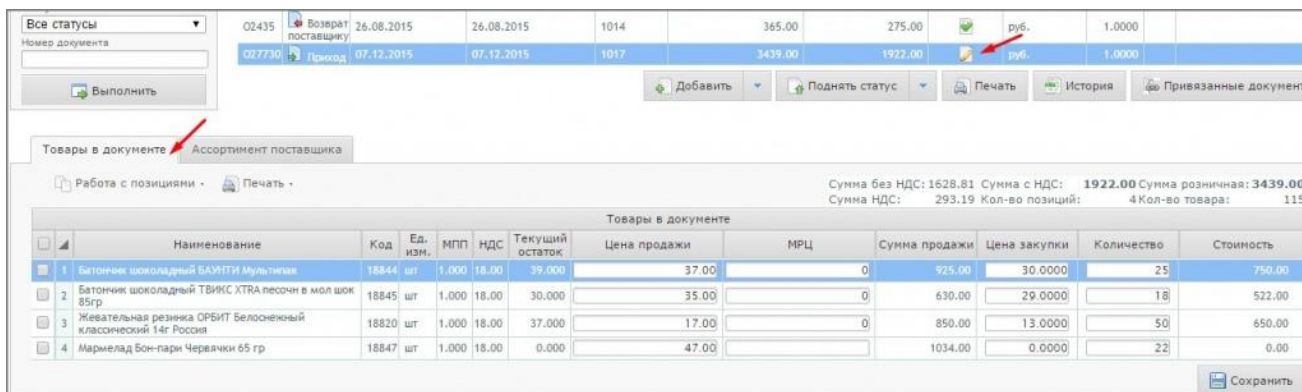 Все статусы
Номер документа
Выполнить
02435 Возврат поставщику 26.08.2015 26.08.2015 1014 365.00 275.00 руб. 1.0000
027730 Приход 07.12.2015 07.12.2015 1017 3439.00 1922.00 руб. 1.0000
Добавить Поднять статус Печать История Привязанные документ
Товары в документе Ассортимент поставщика
Работа с позициями Печать
Сумма без НДС: 1628.81 Сумма с НДС: 1922.00 Сумма розничная: 3439.00
Сумма НДС: 293.19 Кол-во позиций: 4 Кол-во товара: 115
Товары в документе
Наименование Код Ед. изм. МПП НДС Текущий остаток Цена продажи МРЦ Сумма продажи Цена закупки Количество Стоимость
1 Батончик шоколадный БАУНТИ Мультипак 18844 шт 1.000 18.00 39.000 37.00 0 925.00 30.0000 25 750.00
2 Батончик шоколадный ТВИКС XTRA песочн в мол шок 85гр 18845 шт 1.000 18.00 30.000 35.00 0 630.00 29.0000 18 522.00
3 Жевательная резинка ОРБИТ Белоснежный классический 14г Россия 18820 шт 1.000 18.00 37.000 17.00 0 850.00 13.0000 50 650.00
4 Мармелад Бон-пари Червячки 65 гр 18847 шт 1.000 18.00 0.000 47.00 1034.00 0.0000 22 0.00
Сохранить